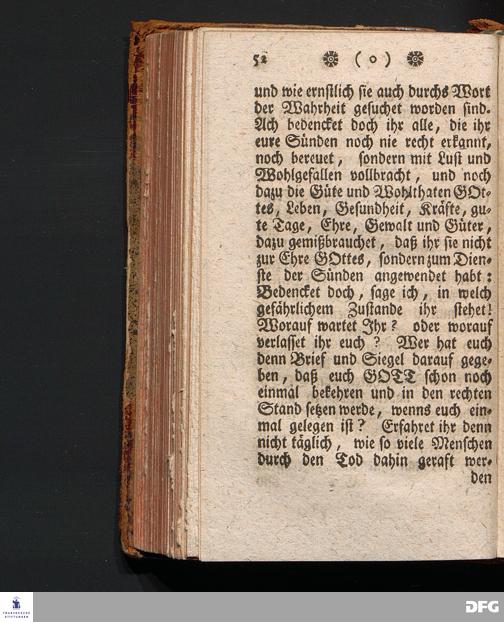 52 ( o )
und wie ernſtlich ſie auch durchs Wort
der Wahrheit geſuchet worden ſind.
Ach bedencket doch ihr alle, die ihr
eure Sünden noch nie recht erkannt,
noch bereuet, ſondern mit Luſt und
Wohlgefallen vollbracht, und noch
dazu die Güte und Wohlthaten GOt-
tes, Leben, Geſundheit, Kräfte, gu-
te Tage, Ehre, Gewalt und Güter,
dazu gemißbrauchet, daß ihr ſie nicht
zur Ehre GOttes, ſondern zum Dien-
ſte der Sünden angewendet habt:
Bedencket doch, ſage ich, in welch
gefährlichem Zuſtande ihr ſtehet!
Worauf wartet Ihr? oder worauf
verlaſſet ihr euch? Wer hat euch
denn Brief und Siegel darauf gege-
ben, daß euch GOTT ſchon noch
einmal bekehren und in den rechten
Stand ſetzen werde, wenns euch ein-
mal gelegen iſt? Erfahret ihr denn
nicht täglich, wie ſo viele Menſchen
durch den Tod dahin geraft wer-
den
FRANCKESCHE
STIFTUNGEN
DFG